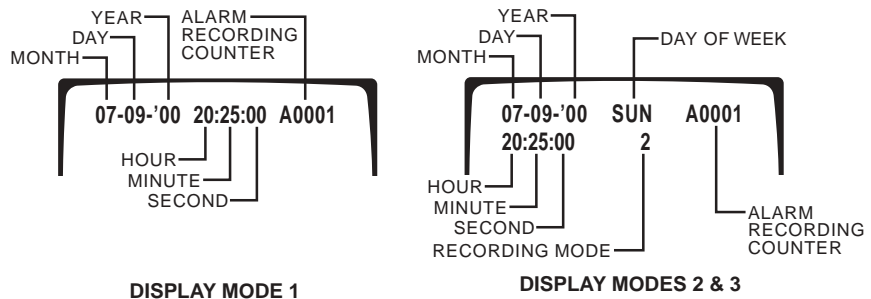 YEAR
DAY
MONTH
ALARM
RECORDING
COUNTER
07-09-'00 20:25:00 A0001
HOUR
MINUTE
SECOND
DISPLAY MODE 1
YEAR
DAY
MONTH
DAY OF WEEK
07-09-'00 SUN A0001
20:25:00 2
HOUR
MINUTE
SECOND
RECORDING MODE
ALARM
RECORDING
COUNTER
DISPLAY MODES 2 & 3